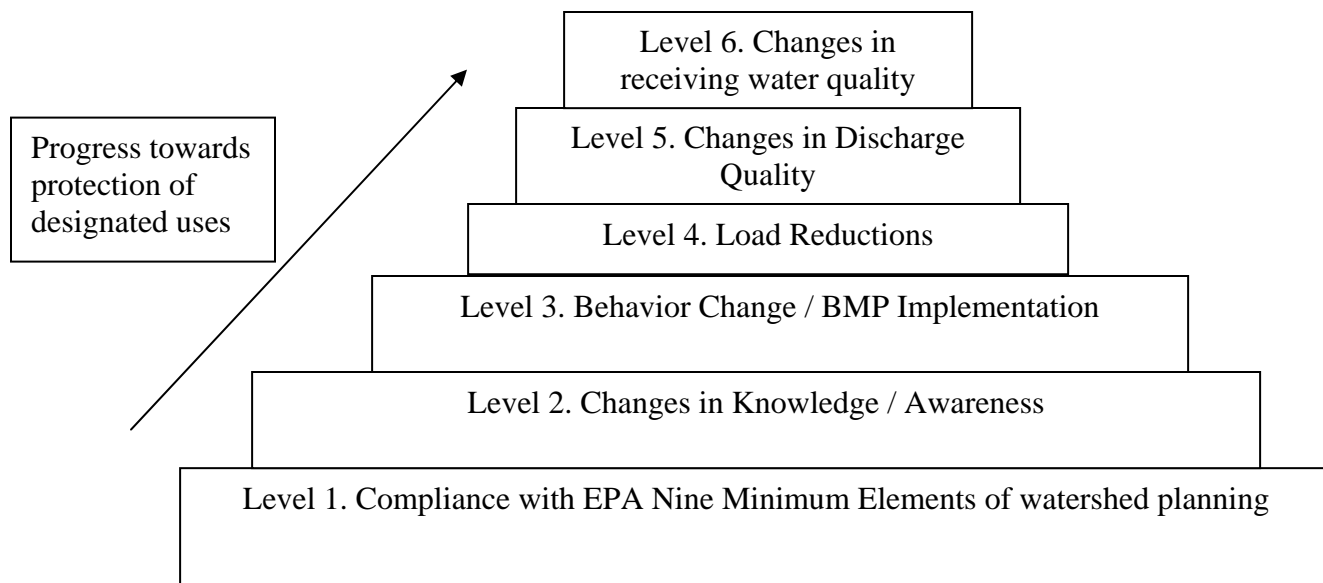 Level 6. Changes in
receiving water quality
Progress towards
protection of
designated uses
Level 5. Changes in Discharge
Quality
Level 4. Load Reductions
Level 3. Behavior Change / BMP Implementation
Level 2. Changes in Knowledge / Awareness
Level 1. Compliance with EPA Nine Minimum Elements of watershed planning